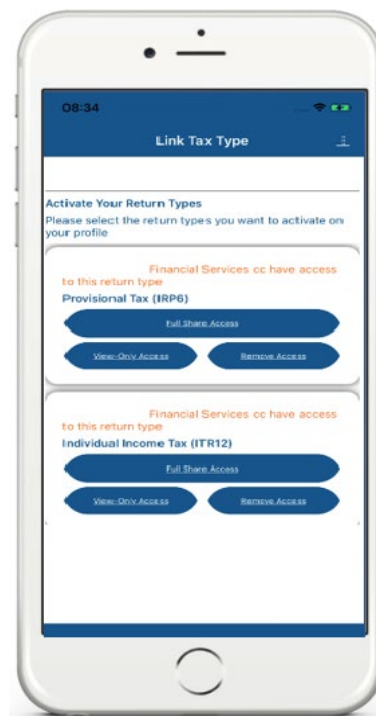 08:34
Link Tax Type
Activate Your Return Types
Please select the return types you want to activate on
your profile
Financial Services cc have access
to this return type
Provisional Tax (IRP6)
Full Share Access
View-Only Access
Remove Access
Financial Services cc have access
to this return type
Individual Income Tax (ITR12)
Full Share Access
View-Only Access
Remove Access